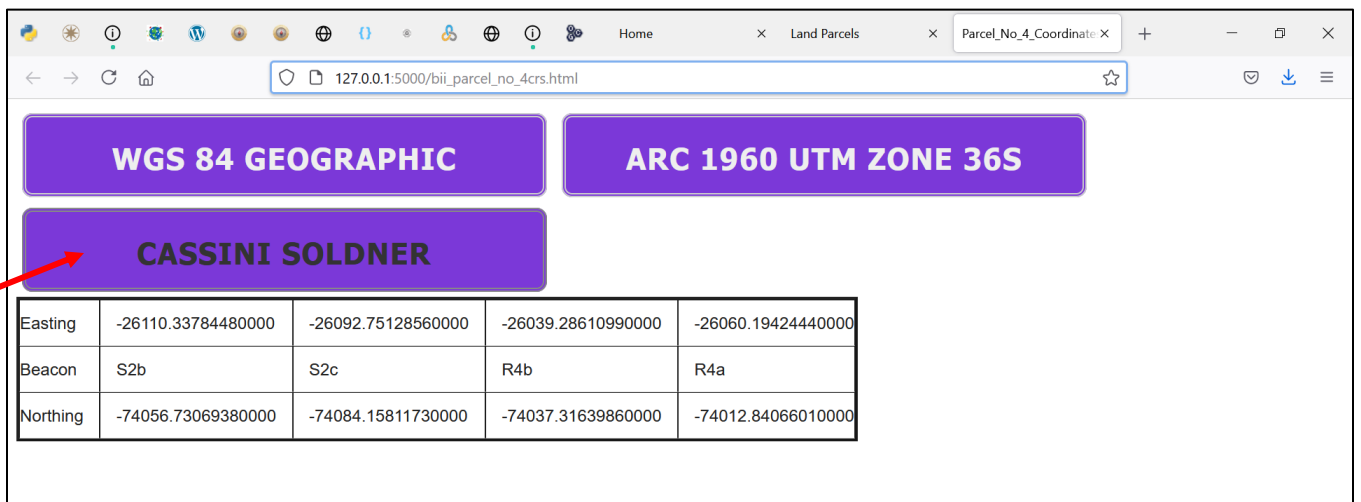 Home Land Parcels Parcel_No_4_Coordinate
127.0.0.1:5000/bii_parcel_no_4crs.html
WGS 84 GEOGRAPHIC ARC 1960 UTM ZONE 36S
CASSINI SOLDNER
Easting -26110.33784480000 -26092.75128560000 -26039.28610990000 -26060.19424440000
Beacon S2b S2c R4b R4a
Northing -74056.73069380000 -74084.15811730000 -74037.31639860000 -74012.84066010000